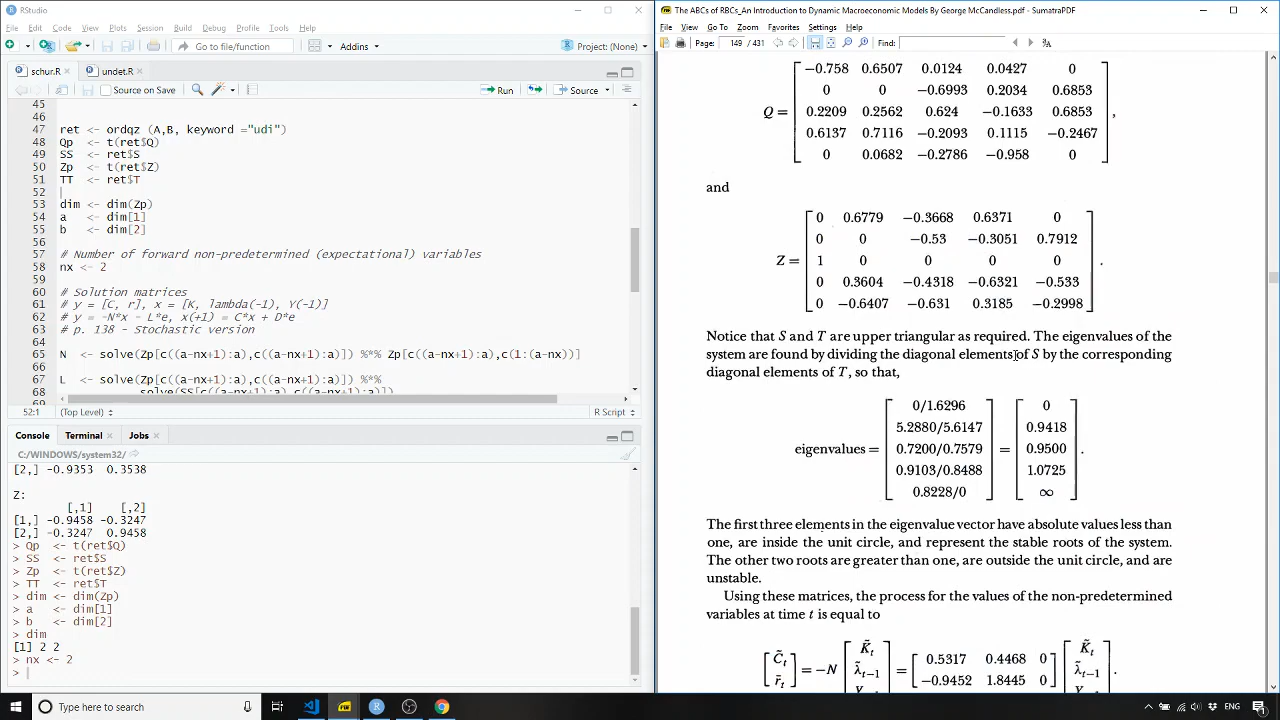 RStudio
File Edit Code View Plots Session Build Debug Profile Tools Help
Go to file/function
Addins
Project: (None)
schur.R
undet.R
Source on Save
Run
Source
45
46
47 ret <- ordqz (A,B, keyword ="udi")
48 Qp <- t(ret$Q)
49 SS <- ret$S
50 Zp <- t(ret$Z)
51 TT <- ret$T
52
53 dim <- dim(Zp)
54 a <- dim[1]
55 b <- dim[2]
56
57 # Number of forward non-predetermined (expectational) variables
58 nx <- 2
59
60 # Solution matrices
61 # y = [C, r], x = [K, lambda(-1), Y(-1)]
62 # y = -N*x - L*e, x(+1) = C*x + D*e
63 # p. 138 - Stochastic version
64
65 N <- solve(Zp[c((a-nx+1):a),c((a-nx+1):a)]) %*% Zp[c((a-nx+1):a),c(1:(a-nx))]
66
67 L <- solve(Zp[c((a-nx+1):a),c((a-nx+1):a)]) %*%
68 solve(SS[c((a-nx+1):a),c((a-nx+1):a)])
52:1 (Top Level)
R Script
Console Terminal Jobs
C:/WINDOWS/system32/
[2,] -0.9353 0.3538
Z:
[,1] [,2]
[1,] -0.9458 -0.3247
[2,] -0.3247 0.9458
> Qp <- t(ret$Q)
> SS <- ret$S
> Zp <- t(ret$Z)
> TT <- ret$T
> dim <- dim(Zp)
> a <- dim[1]
> b <- dim[2]
> dim
[1] 2 2
> nx <- 2
>
The ABCs of RBCs_An Introduction to Dynamic Macroeconomic Models By George McCandless.pdf - SumatraPDF
File View Go To Zoom Favorites Settings Help
Page: 149 / 431
Find:
−0.758 0.6507 0.0124 0.0427 0
0 0 −0.6993 0.2034 0.6853
Q = 0.2209 0.2562 0.624 −0.1633 0.6853 ,
0.6137 0.7116 −0.2093 0.1115 −0.2467
0 0.0682 −0.2786 −0.958 0
and
0 0.6779 −0.3668 0.6371 0
0 0 −0.53 −0.3051 0.7912
Z = 1 0 0 0 0 .
0 0.3604 −0.4318 −0.6321 −0.533
0 −0.6407 −0.631 0.3185 −0.2998
Notice that S and T are upper triangular as required. The eigenvalues of the
system are found by dividing the diagonal elements of S by the corresponding
diagonal elements of T, so that,
0/1.6296 0
5.2880/5.6147 0.9418
eigenvalues = 0.7200/0.7579 = 0.9500 .
0.9103/0.8488 1.0725
0.8228/0 ∞
The first three elements in the eigenvalue vector have absolute values less than
one, are inside the unit circle, and represent the stable roots of the system.
The other two roots are greater than one, are outside the unit circle, and are
unstable.
Using these matrices, the process for the values of the non-predetermined
variables at time t is equal to
K̃t K̃t
C̃t = −N λ̃t−1 = 0.5317 0.4468 0 λ̃t−1 .
r̃t −0.9452 1.8445 0
Type here to search
ENG